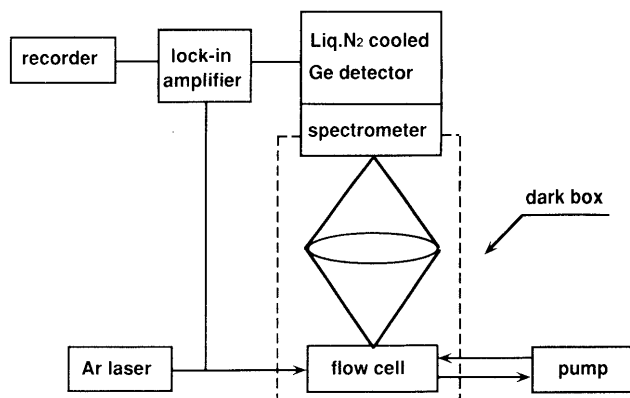 recorder
lock-in
amplifier
Liq.N₂ cooled
Ge detector
spectrometer
dark box
Ar laser
flow cell
pump